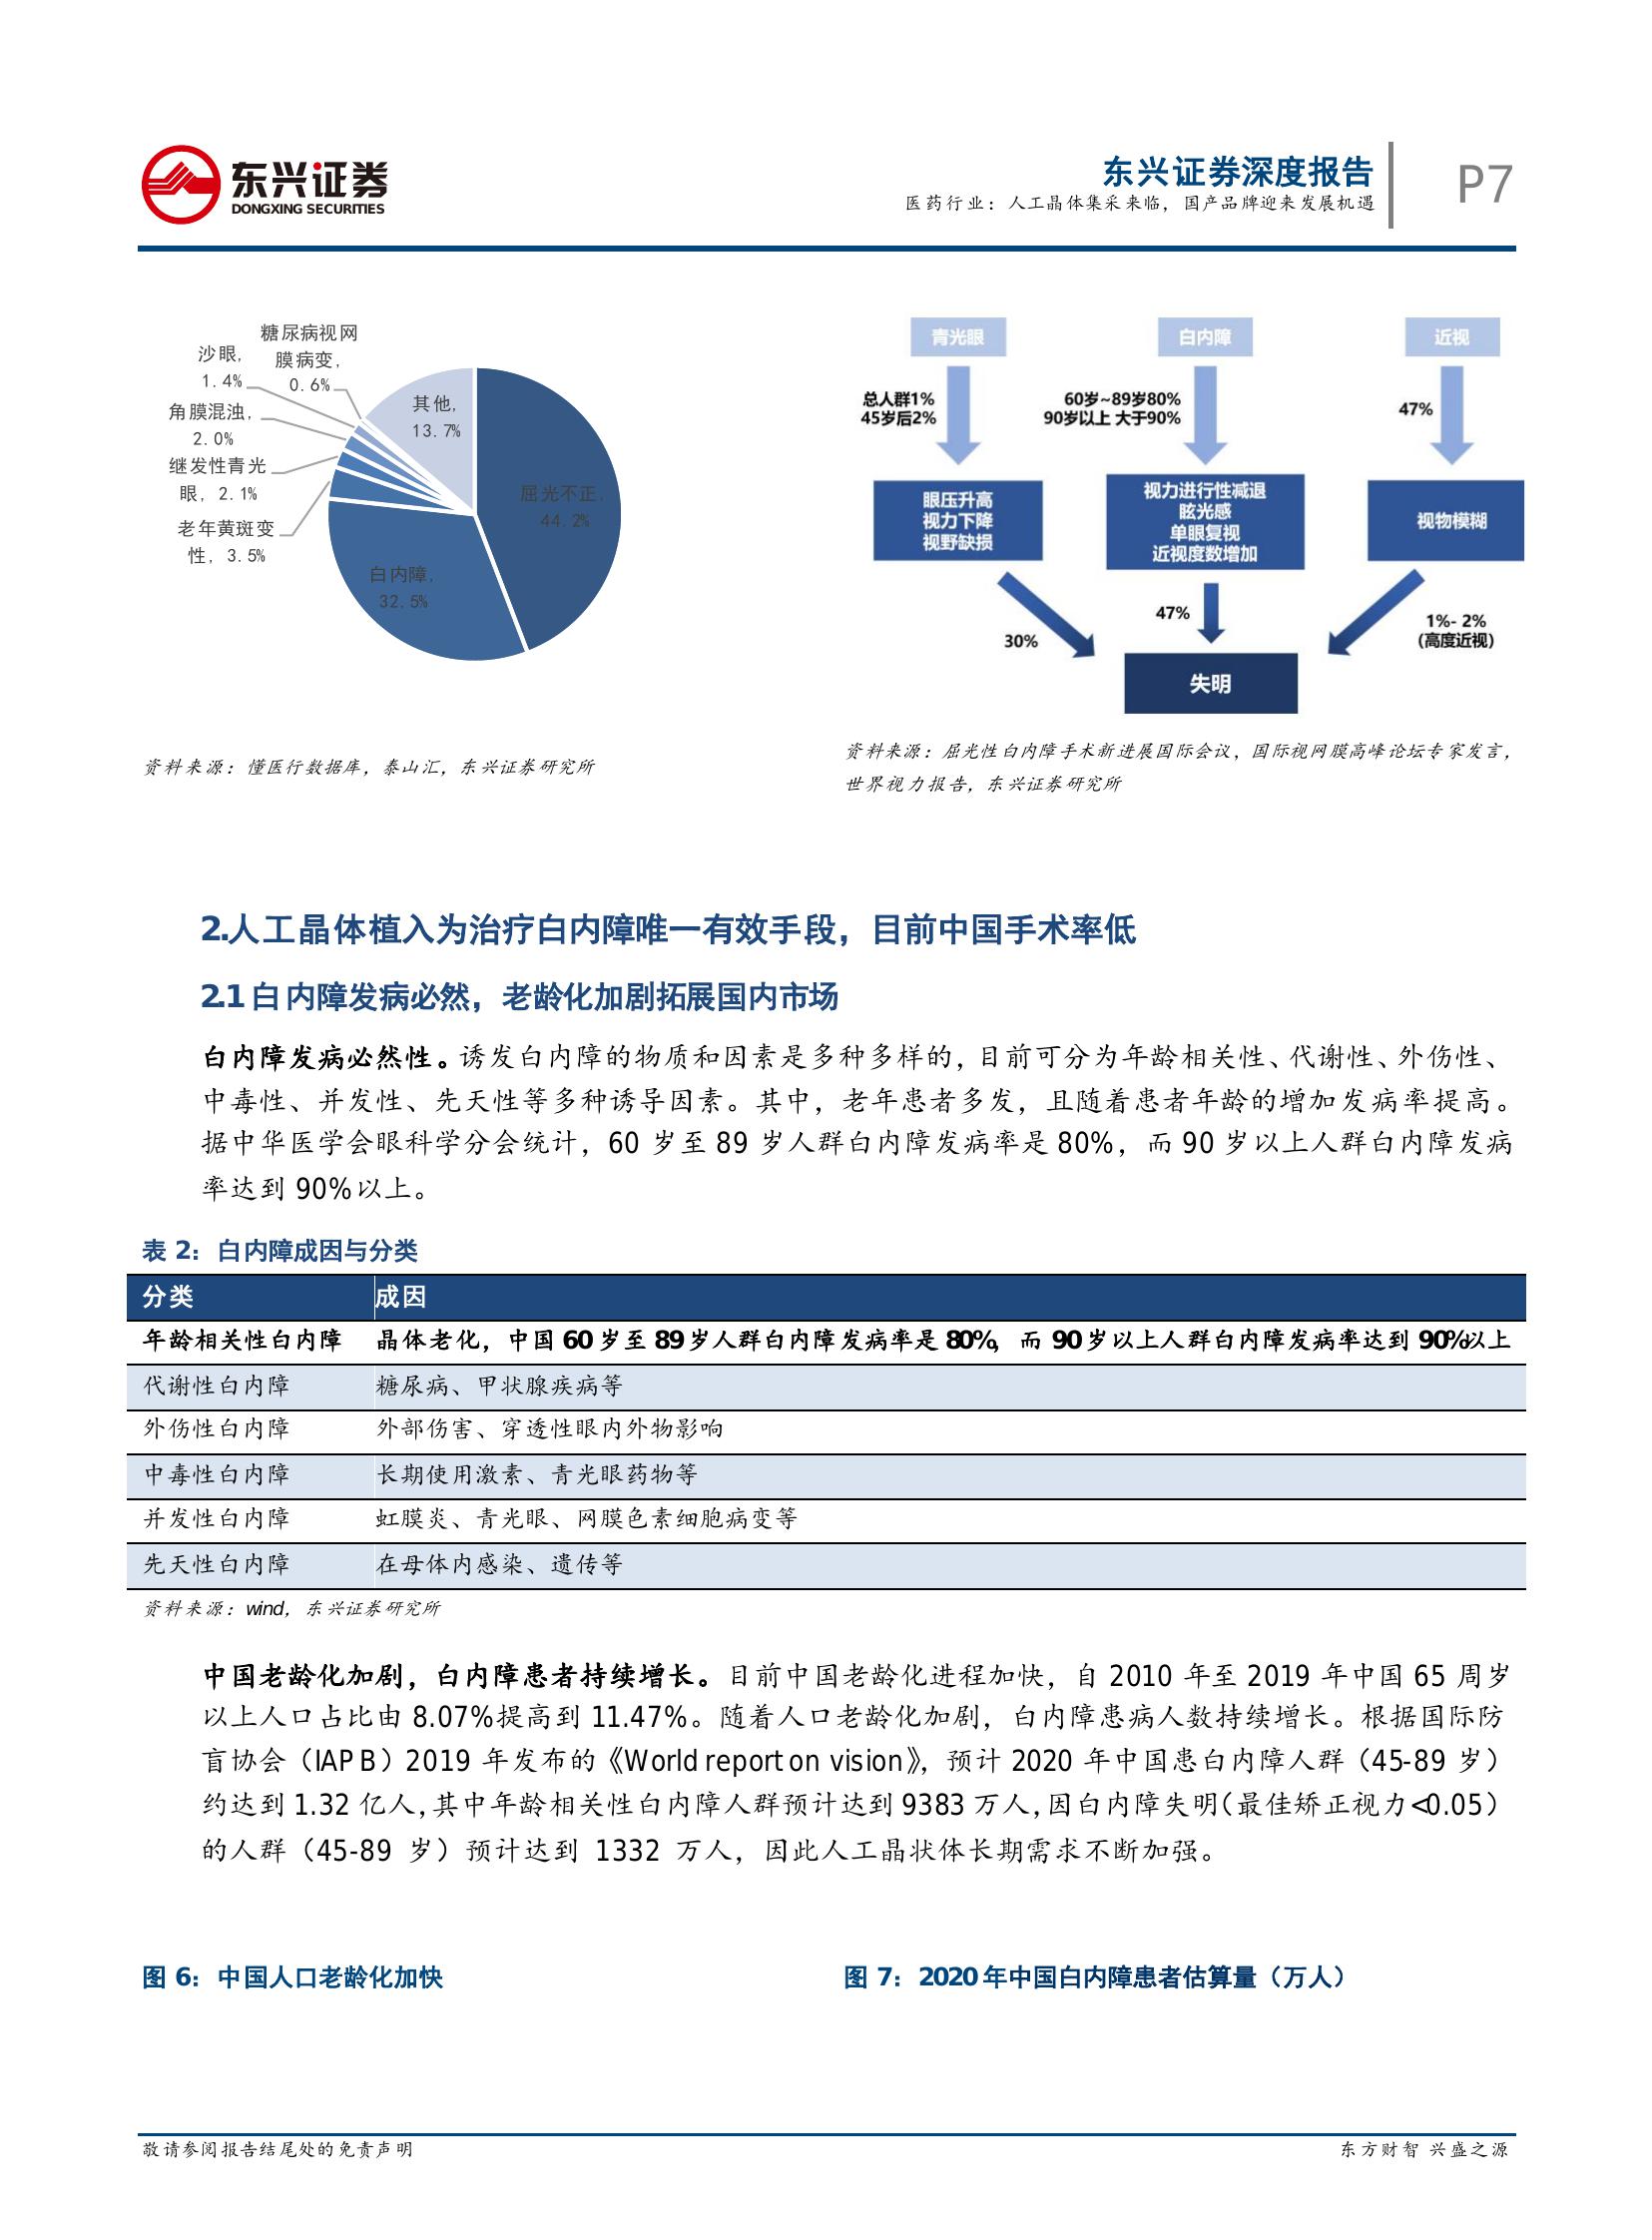 东兴证券
DONGXING SECURITIES
东兴证券深度报告
医药行业：人工晶体集采来临，国产品牌迎来发展机遇
P7
糖尿病视网
膜病变,
0.6%
沙眼,
1.4%
角膜混浊,
2.0%
继发性青光
眼, 2.1%
老年黄斑变
性, 3.5%
其他,
13.7%
屈光不正,
44.2%
白内障,
32.5%
资料来源：懂医行数据库，泰山汇，东兴证券研究所
青光眼
白内障
近视
总人群1%
45岁后2%
60岁~89岁80%
90岁以上 大于90%
47%
眼压升高
视力下降
视野缺损
视力进行性减退
眩光感
单眼复视
近视度数增加
视物模糊
30%
47%
1%- 2%
(高度近视)
失明
资料来源：屈光性白内障手术新进展国际会议，国际视网膜高峰论坛专家发言，
世界视力报告，东兴证券研究所
2.人工晶体植入为治疗白内障唯一有效手段，目前中国手术率低
2.1 白内障发病必然，老龄化加剧拓展国内市场
白内障发病必然性。诱发白内障的物质和因素是多种多样的，目前可分为年龄相关性、代谢性、外伤性、
中毒性、并发性、先天性等多种诱导因素。其中，老年患者多发，且随着患者年龄的增加发病率提高。
据中华医学会眼科学分会统计，60 岁至 89 岁人群白内障发病率是 80%，而 90 岁以上人群白内障发病
率达到 90%以上。
表 2：白内障成因与分类
分类 成因
年龄相关性白内障 晶体老化，中国 60 岁至 89 岁人群白内障发病率是 80%，而 90 岁以上人群白内障发病率达到 90%以上
代谢性白内障 糖尿病、甲状腺疾病等
外伤性白内障 外部伤害、穿透性眼内外物影响
中毒性白内障 长期使用激素、青光眼药物等
并发性白内障 虹膜炎、青光眼、网膜色素细胞病变等
先天性白内障 在母体内感染、遗传等
资料来源：wind，东兴证券研究所
中国老龄化加剧，白内障患者持续增长。目前中国老龄化进程加快，自 2010 年至 2019 年中国 65 周岁
以上人口占比由 8.07%提高到 11.47%。随着人口老龄化加剧，白内障患病人数持续增长。根据国际防
盲协会（IAPB）2019 年发布的《World report on vision》，预计 2020 年中国患白内障人群（45-89 岁）
约达到 1.32 亿人，其中年龄相关性白内障人群预计达到 9383 万人，因白内障失明（最佳矫正视力<0.05）
的人群（45-89 岁）预计达到 1332 万人，因此人工晶状体长期需求不断加强。
图 6：中国人口老龄化加快
图 7：2020 年中国白内障患者估算量（万人）
敬请参阅报告结尾处的免责声明
东方财智 兴盛之源